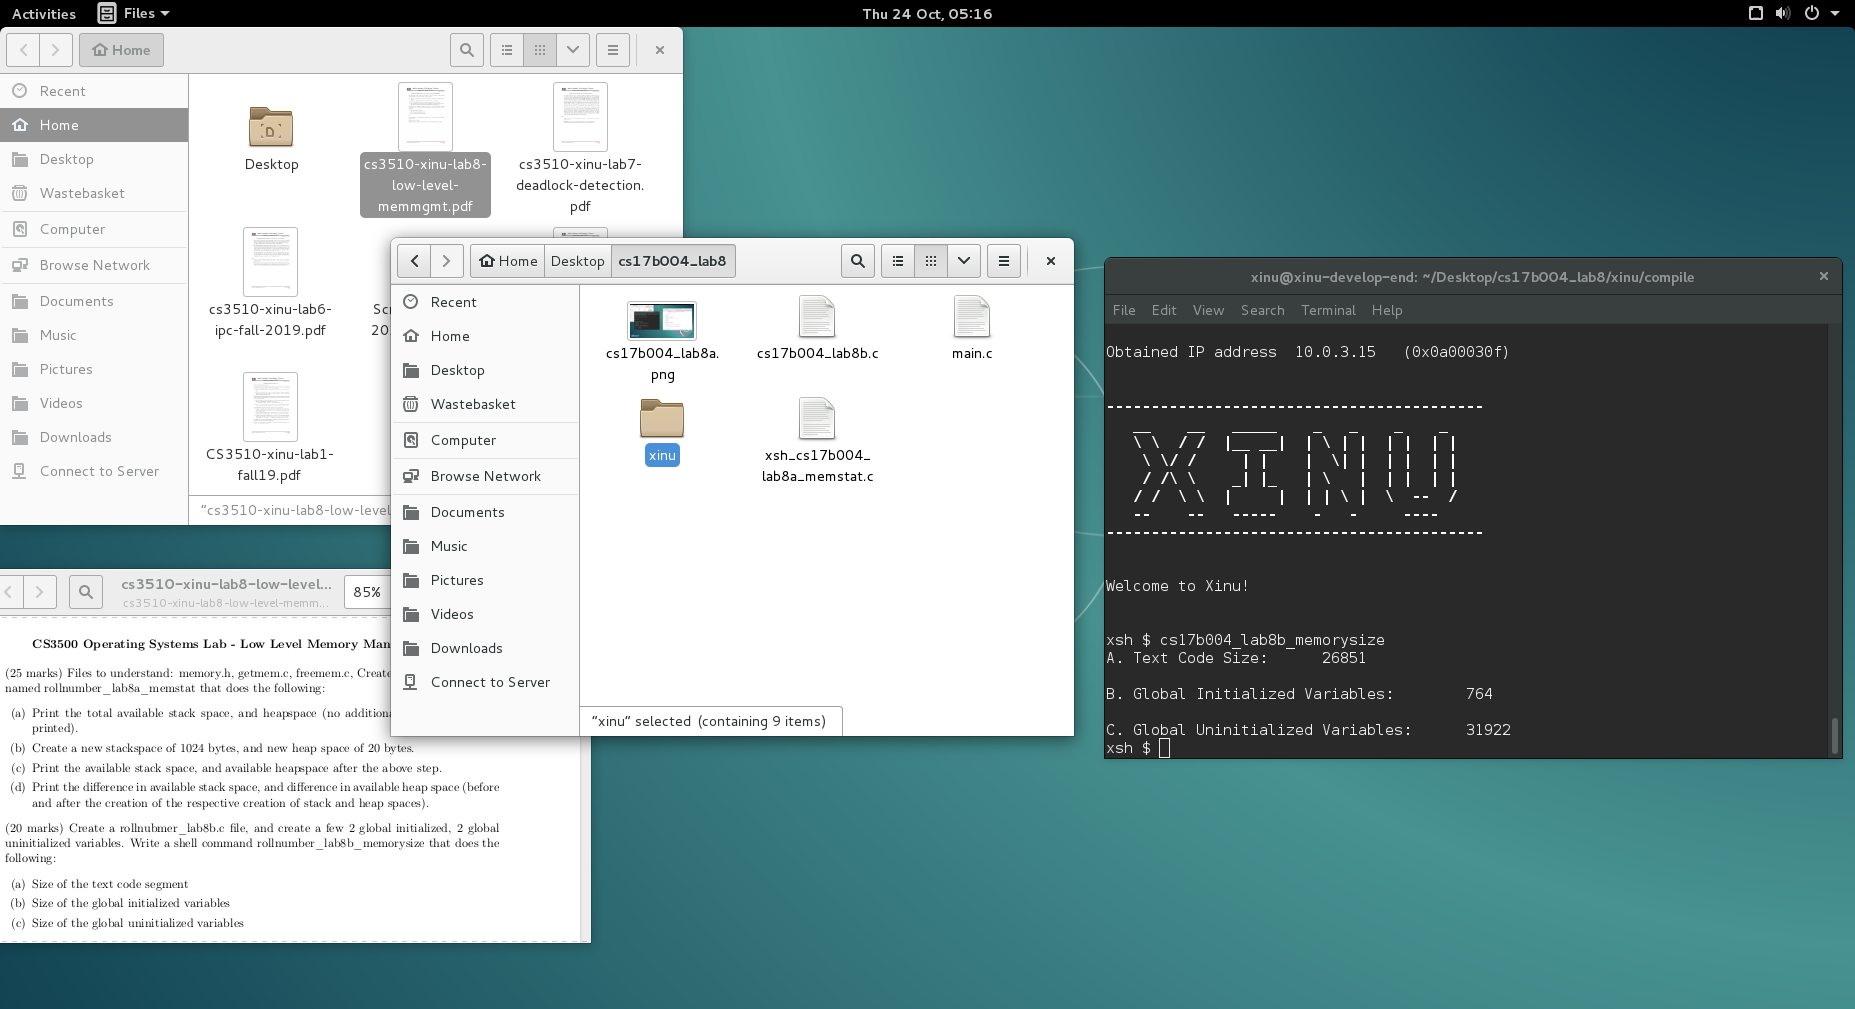 Activities Files Thu 24 Oct, 05:16
Home
Recent
Home
Desktop
Wastebasket
Computer
Browse Network
Documents
Music
Pictures
Videos
Downloads
Connect to Server
Desktop
cs3510-xinu-lab8-
low-level-
memmgmt.pdf
cs3510-xinu-lab7-
deadlock-detection.
pdf
cs3510-xinu-lab6-
ipc-fall-2019.pdf
Sc
20
CS3510-xinu-lab1-
fall19.pdf
"cs3510-xinu-lab8-low-level
Home Desktop cs17b004_lab8
Recent
Home
Desktop
Wastebasket
Computer
Browse Network
Documents
Music
Pictures
Videos
Downloads
Connect to Server
cs17b004_lab8a.
png
cs17b004_lab8b.c
main.c
xinu
xsh_cs17b004_
lab8a_memstat.c
"xinu" selected (containing 9 items)
cs3510-xinu-lab8-low-level...
cs3510-xinu-lab8-low-level-memm...
85%
CS3500 Operating Systems Lab - Low Level Memory Man
(25 marks) Files to understand: memory.h, getmem.c, freemem.c, Create
named rollnumber_lab8a_memstat that does the following:
(a) Print the total available stack space, and heapspace (no additiona
printed).
(b) Create a new stackspace of 1024 bytes, and new heap space of 20 bytes.
(c) Print the available stack space, and available heapspace after the above step.
(d) Print the difference in available stack space, and difference in available heap space (before
and after the creation of the respective creation of stack and heap spaces).
(20 marks) Create a rollnubmer_lab8b.c file, and create a few 2 global initialized, 2 global
uninitialized variables. Write a shell command rollnumber_lab8b_memorysize that does the
following:
(a) Size of the text code segment
(b) Size of the global initialized variables
(c) Size of the global uninitialized variables
xinu@xinu-develop-end: ~/Desktop/cs17b004_lab8/xinu/compile
File Edit View Search Terminal Help
Obtained IP address 10.0.3.15 (0x0a00030f)
XINU
Welcome to Xinu!
xsh $ cs17b004_lab8b_memorysize
A. Text Code Size: 26851
B. Global Initialized Variables: 764
C. Global Uninitialized Variables: 31922
xsh $